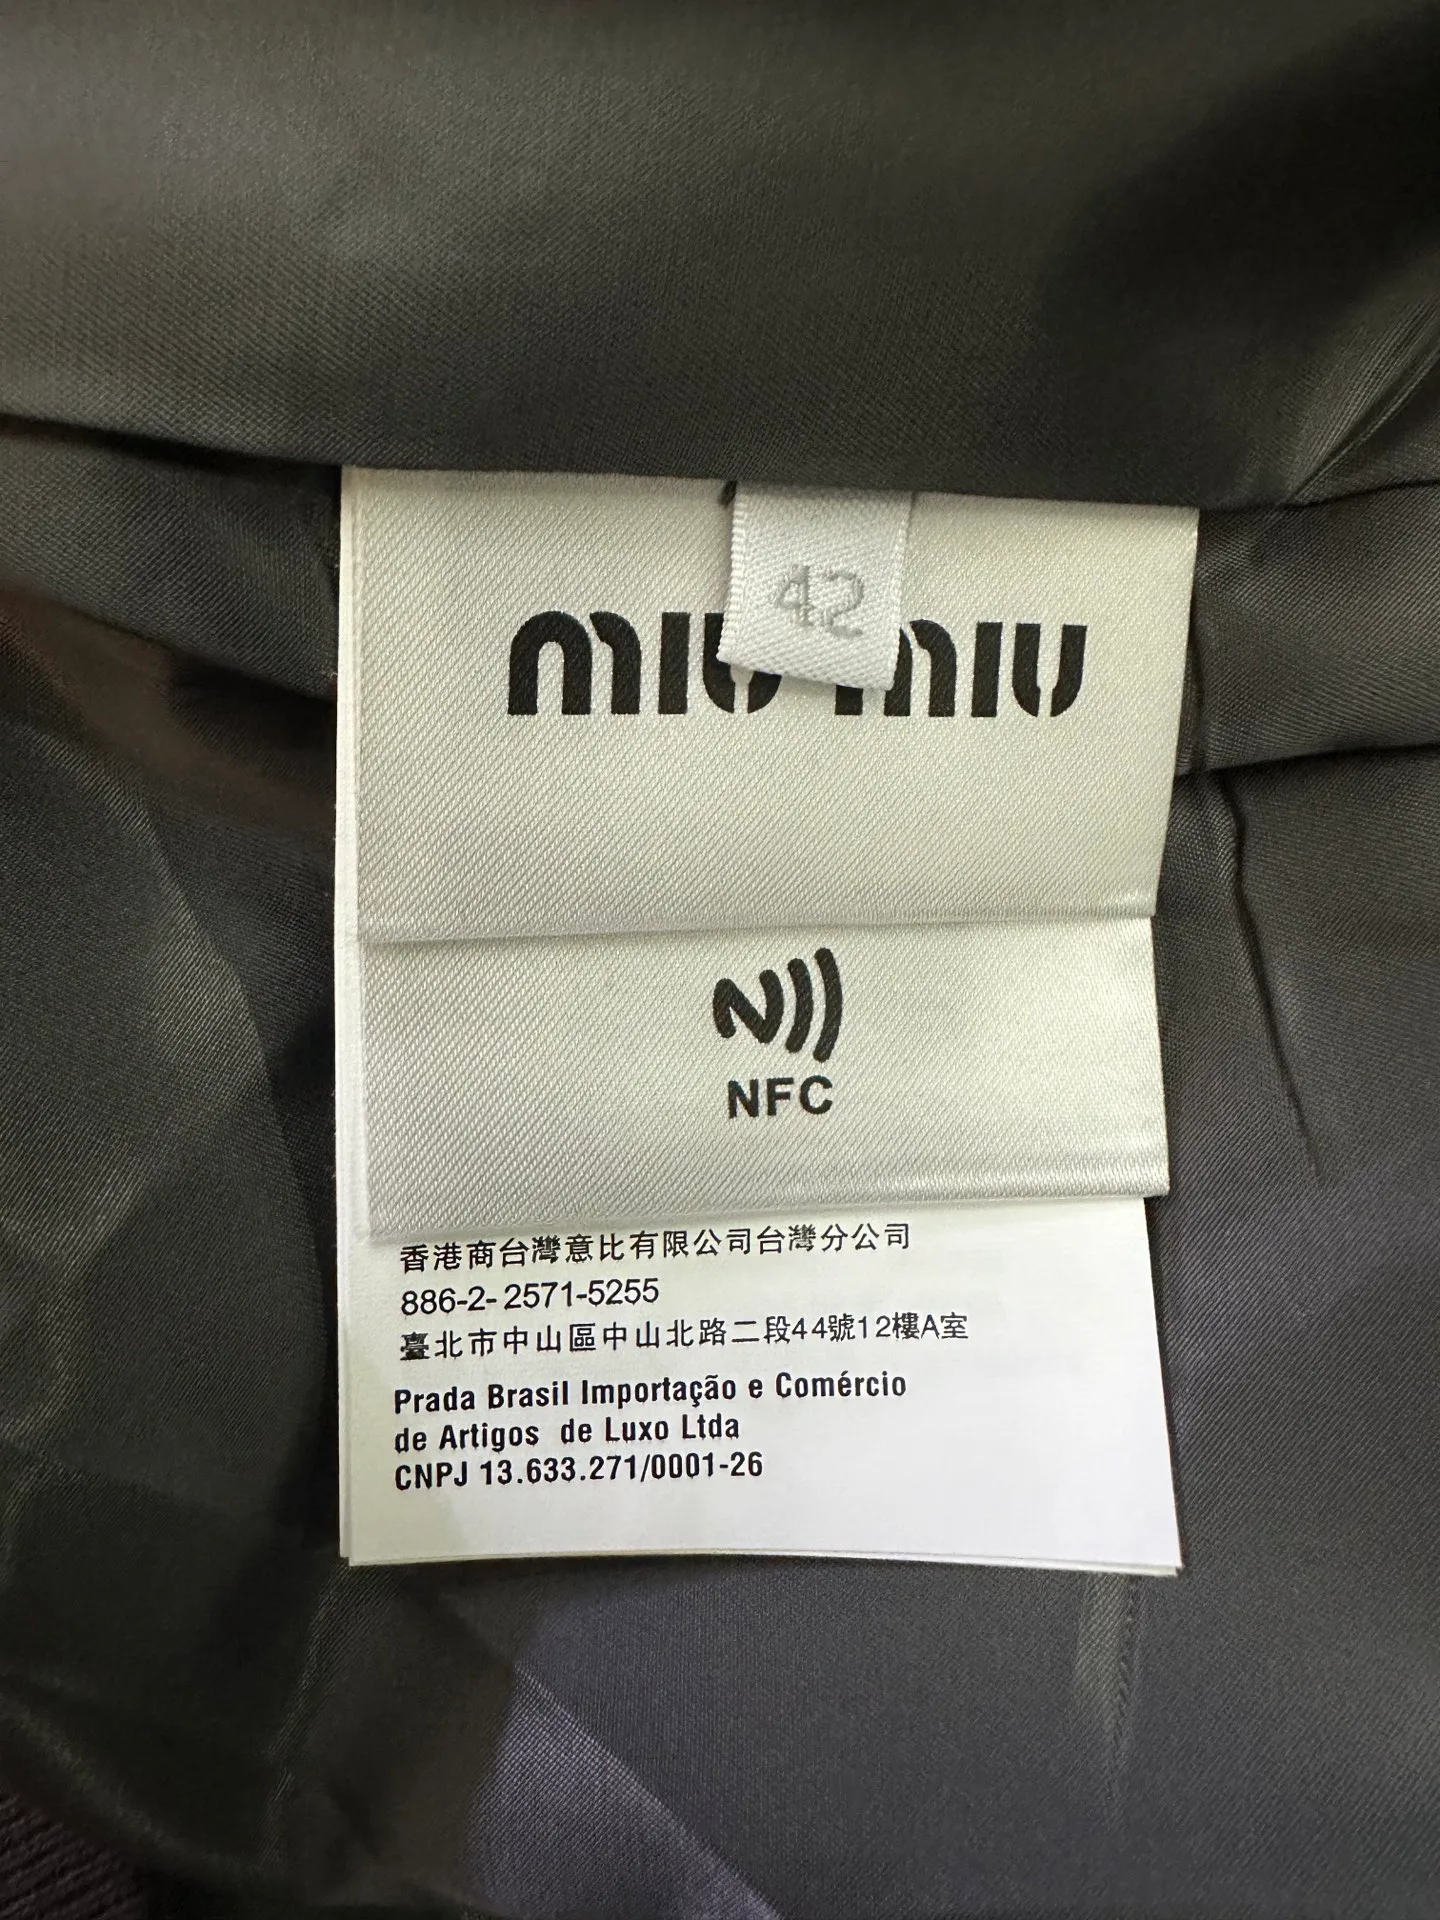 42
miu miu
NFC
香港商台灣意比有限公司台灣分公司
886-2- 2571-5255
臺北市中山區中山北路二段44號12樓A室
Prada Brasil Importação e Comércio
de Artigos de Luxo Ltda
CNPJ 13.633.271/0001-26